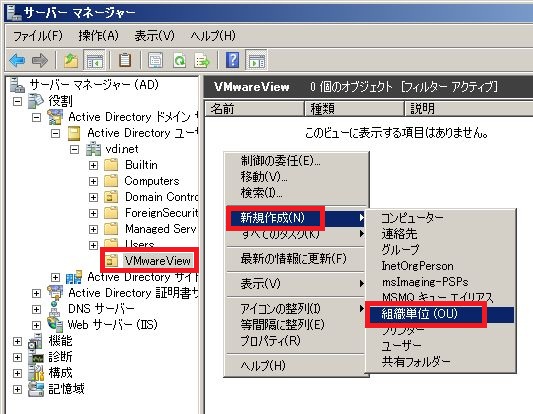 サーバー マネージャー
ファイル(F) 操作(A) 表示(V) ヘルプ(H)
サーバー マネージャー (AD)
役割
Active Directory ドメイン サ
Active Directory ユー
vdi.net
Builtin
Computers
Domain Contro
ForeignSecurit
Managed Serv
Users
VMwareView
Active Directory サイト
Active Directory 証明書サ
DNS サーバー
Web サーバー (IIS)
機能
診断
構成
記憶域
VMwareView 0 個のオブジェクト [フィルター アクティブ]
名前 種類 説明
このビューに表示する項目はありません。
制御の委任(E)...
移動(V)...
検索(I)...
新規作成(N)
すべてのタスク(K)
最新の情報に更新(F)
表示(V)
アイコンの整列(I)
等間隔に整列(E)
プロパティ(R)
ヘルプ(H)
コンピューター
連絡先
グループ
InetOrgPerson
msImaging-PSPs
MSMQ キュー エイリアス
組織単位 (OU)
プリンター
ユーザー
共有フォルダー